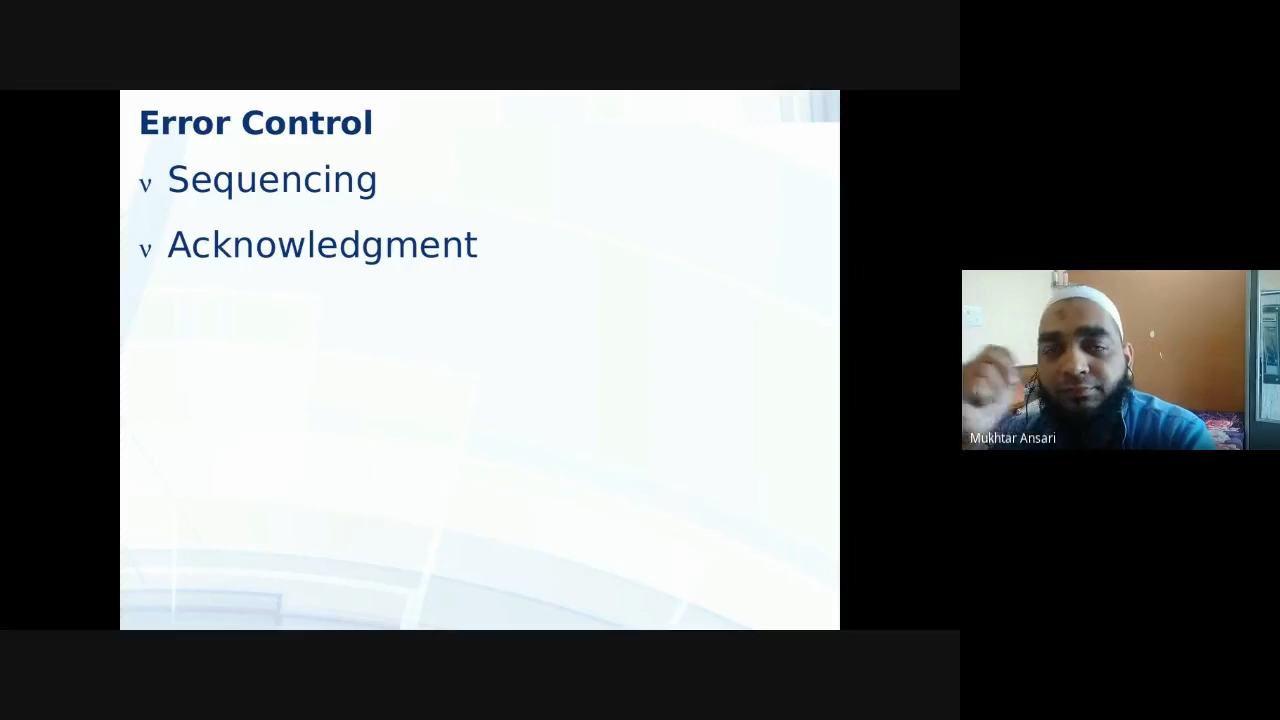 Error Control
ν Sequencing
ν Acknowledgment
Mukhtar Ansari